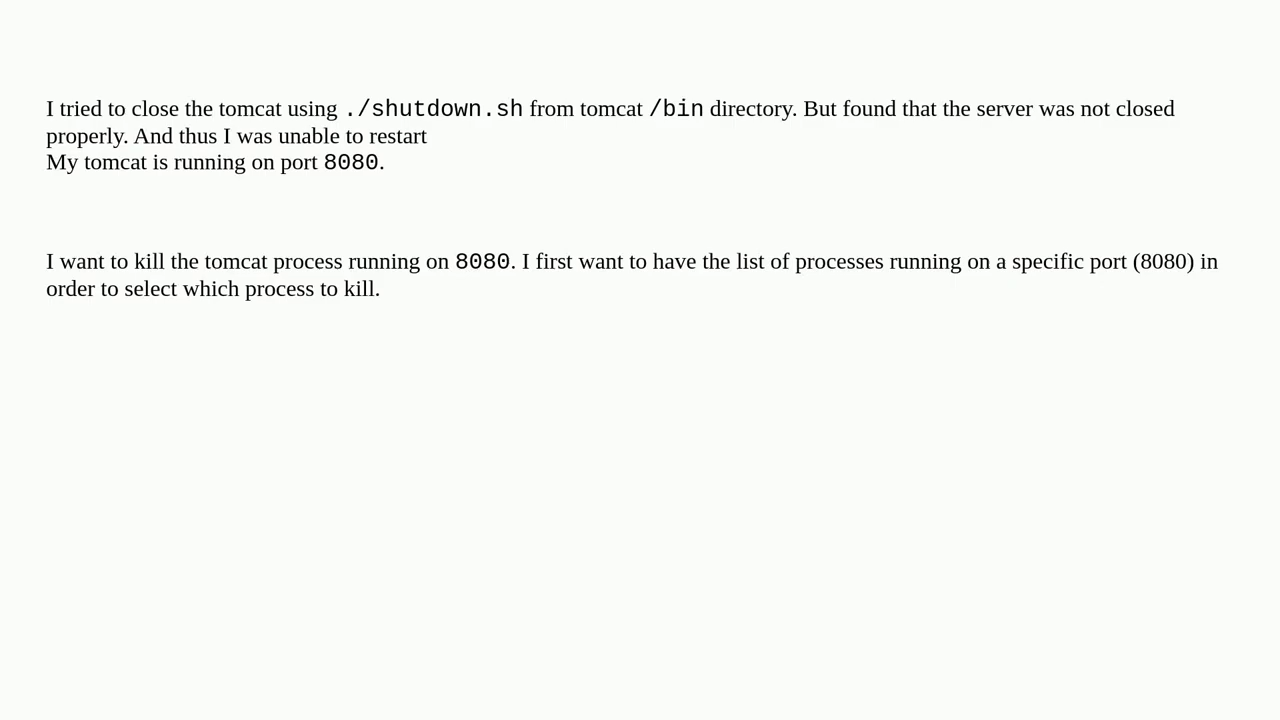 I tried to close the tomcat using ./shutdown.sh from tomcat /bin directory. But found that the server was not closed
properly. And thus I was unable to restart
My tomcat is running on port 8080.
I want to kill the tomcat process running on 8080. I first want to have the list of processes running on a specific port (8080) in
order to select which process to kill.